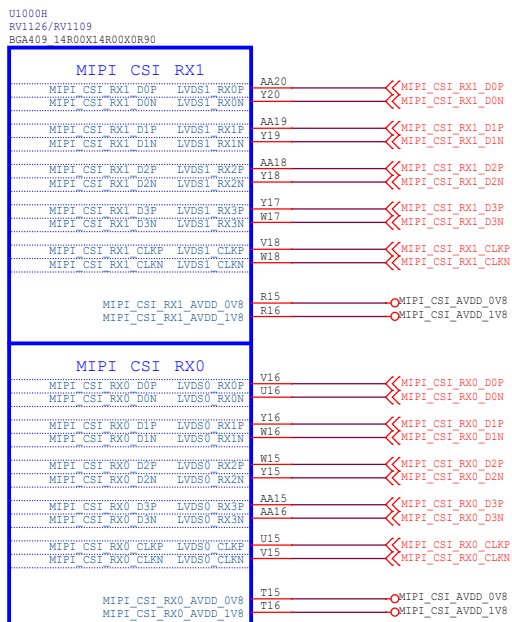 U1000H
RV1126/RV1109
BGA409_14R00X14R00X0R90
MIPI CSI RX1
MIPI_CSI_RX1_D0P LVDS1_RX0P AA20 MIPI_CSI_RX1_D0P
MIPI_CSI_RX1_D0N LVDS1_RX0N Y20 MIPI_CSI_RX1_D0N
MIPI_CSI_RX1_D1P LVDS1_RX1P AA19 MIPI_CSI_RX1_D1P
MIPI_CSI_RX1_D1N LVDS1_RX1N Y19 MIPI_CSI_RX1_D1N
MIPI_CSI_RX1_D2P LVDS1_RX2P AA18 MIPI_CSI_RX1_D2P
MIPI_CSI_RX1_D2N LVDS1_RX2N Y18 MIPI_CSI_RX1_D2N
MIPI_CSI_RX1_D3P LVDS1_RX3P Y17 MIPI_CSI_RX1_D3P
MIPI_CSI_RX1_D3N LVDS1_RX3N W17 MIPI_CSI_RX1_D3N
MIPI_CSI_RX1_CLKP LVDS1_CLKP V18 MIPI_CSI_RX1_CLKP
MIPI_CSI_RX1_CLKN LVDS1_CLKN W18 MIPI_CSI_RX1_CLKN
MIPI_CSI_RX1_AVDD_0V8 R15 MIPI_CSI_AVDD_0V8
MIPI_CSI_RX1_AVDD_1V8 R16 MIPI_CSI_AVDD_1V8
MIPI CSI RX0
MIPI_CSI_RX0_D0P LVDS0_RX0P V16 MIPI_CSI_RX0_D0P
MIPI_CSI_RX0_D0N LVDS0_RX0N U16 MIPI_CSI_RX0_D0N
MIPI_CSI_RX0_D1P LVDS0_RX1P Y16 MIPI_CSI_RX0_D1P
MIPI_CSI_RX0_D1N LVDS0_RX1N W16 MIPI_CSI_RX0_D1N
MIPI_CSI_RX0_D2P LVDS0_RX2P W15 MIPI_CSI_RX0_D2P
MIPI_CSI_RX0_D2N LVDS0_RX2N Y15 MIPI_CSI_RX0_D2N
MIPI_CSI_RX0_D3P LVDS0_RX3P AA15 MIPI_CSI_RX0_D3P
MIPI_CSI_RX0_D3N LVDS0_RX3N AA16 MIPI_CSI_RX0_D3N
MIPI_CSI_RX0_CLKP LVDS0_CLKP U15 MIPI_CSI_RX0_CLKP
MIPI_CSI_RX0_CLKN LVDS0_CLKN V15 MIPI_CSI_RX0_CLKN
MIPI_CSI_RX0_AVDD_0V8 T15 MIPI_CSI_AVDD_0V8
MIPI_CSI_RX0_AVDD_1V8 T16 MIPI_CSI_AVDD_1V8